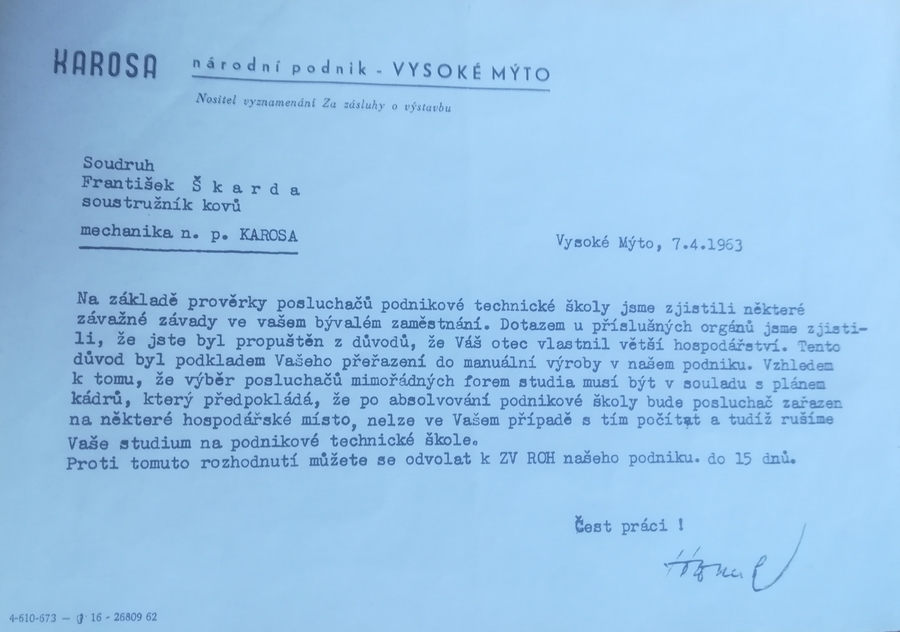 KAROSA národní podnik - VYSOKÉ MÝTO
Nositel vyznamenání Za zásluhy o výstavbu
Soudruh
František Š k a r d a
soustružník kovů
mechanika n. p. KAROSA
Vysoké Mýto, 7.4.1963
Na základě prověrky posluchačů podnikové technické školy jsme zjistili některé
závažné závady ve vašem bývalém zaměstnání. Dotazem u příslušných orgánů jsme zjisti-
li, že jste byl propuštěn z důvodů, že Váš otec vlastnil větší hospodářství. Tento
důvod byl podkladem Vašeho přeřazení do manuální výroby v našem podniku. Vzhledem
k tomu, že výběr posluchačů mimořádných forem studia musí být v souladu s plánem
kádrů, který předpokládá, že po absolvování podnikové školy bude posluchač zařazen
na některé hospodářské místo, nelze ve Vašem případě s tím počítat a tudíž rušíme
Vaše studium na podnikové technické škole.
Proti tomuto rozhodnutí můžete se odvolat k ZV ROH našeho podniku. do 15 dnů.
Čest práci !
4-610-673 — 16 - 26809 62